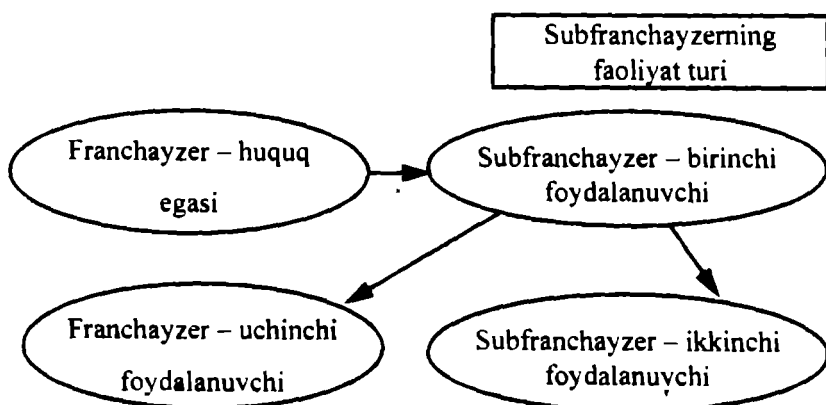 Subfranchayzerning
faoliyat turi
Franchayzer – huquq
egasi
Subfranchayzer – birinchi
foydalanuvchi
Franchayzer – uchinchi
foydalanuvchi
Subfranchayzer – ikkinchi
foydalanuvchi